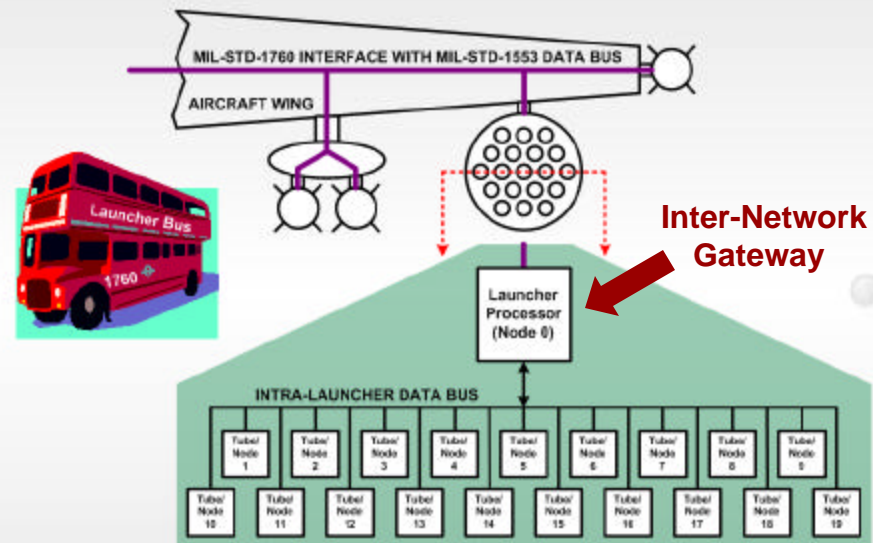 MIL-STD-1760 INTERFACE WITH MIL-STD-1553 DATA BUS
AIRCRAFT WING
Launcher Bus
1760
Inter-Network
Gateway
Launcher
Processor
(Node 0)
INTRA-LAUNCHER DATA BUS
Tube/
Node
1
Tube/
Node
2
Tube/
Node
3
Tube/
Node
4
Tube/
Node
5
Tube/
Node
6
Tube/
Node
7
Tube/
Node
8
Tube/
Node
9
Tube/
Node
10
Tube/
Node
11
Tube/
Node
12
Tube/
Node
13
Tube/
Node
14
Tube/
Node
15
Tube/
Node
16
Tube/
Node
17
Tube/
Node
18
Tube/
Node
19